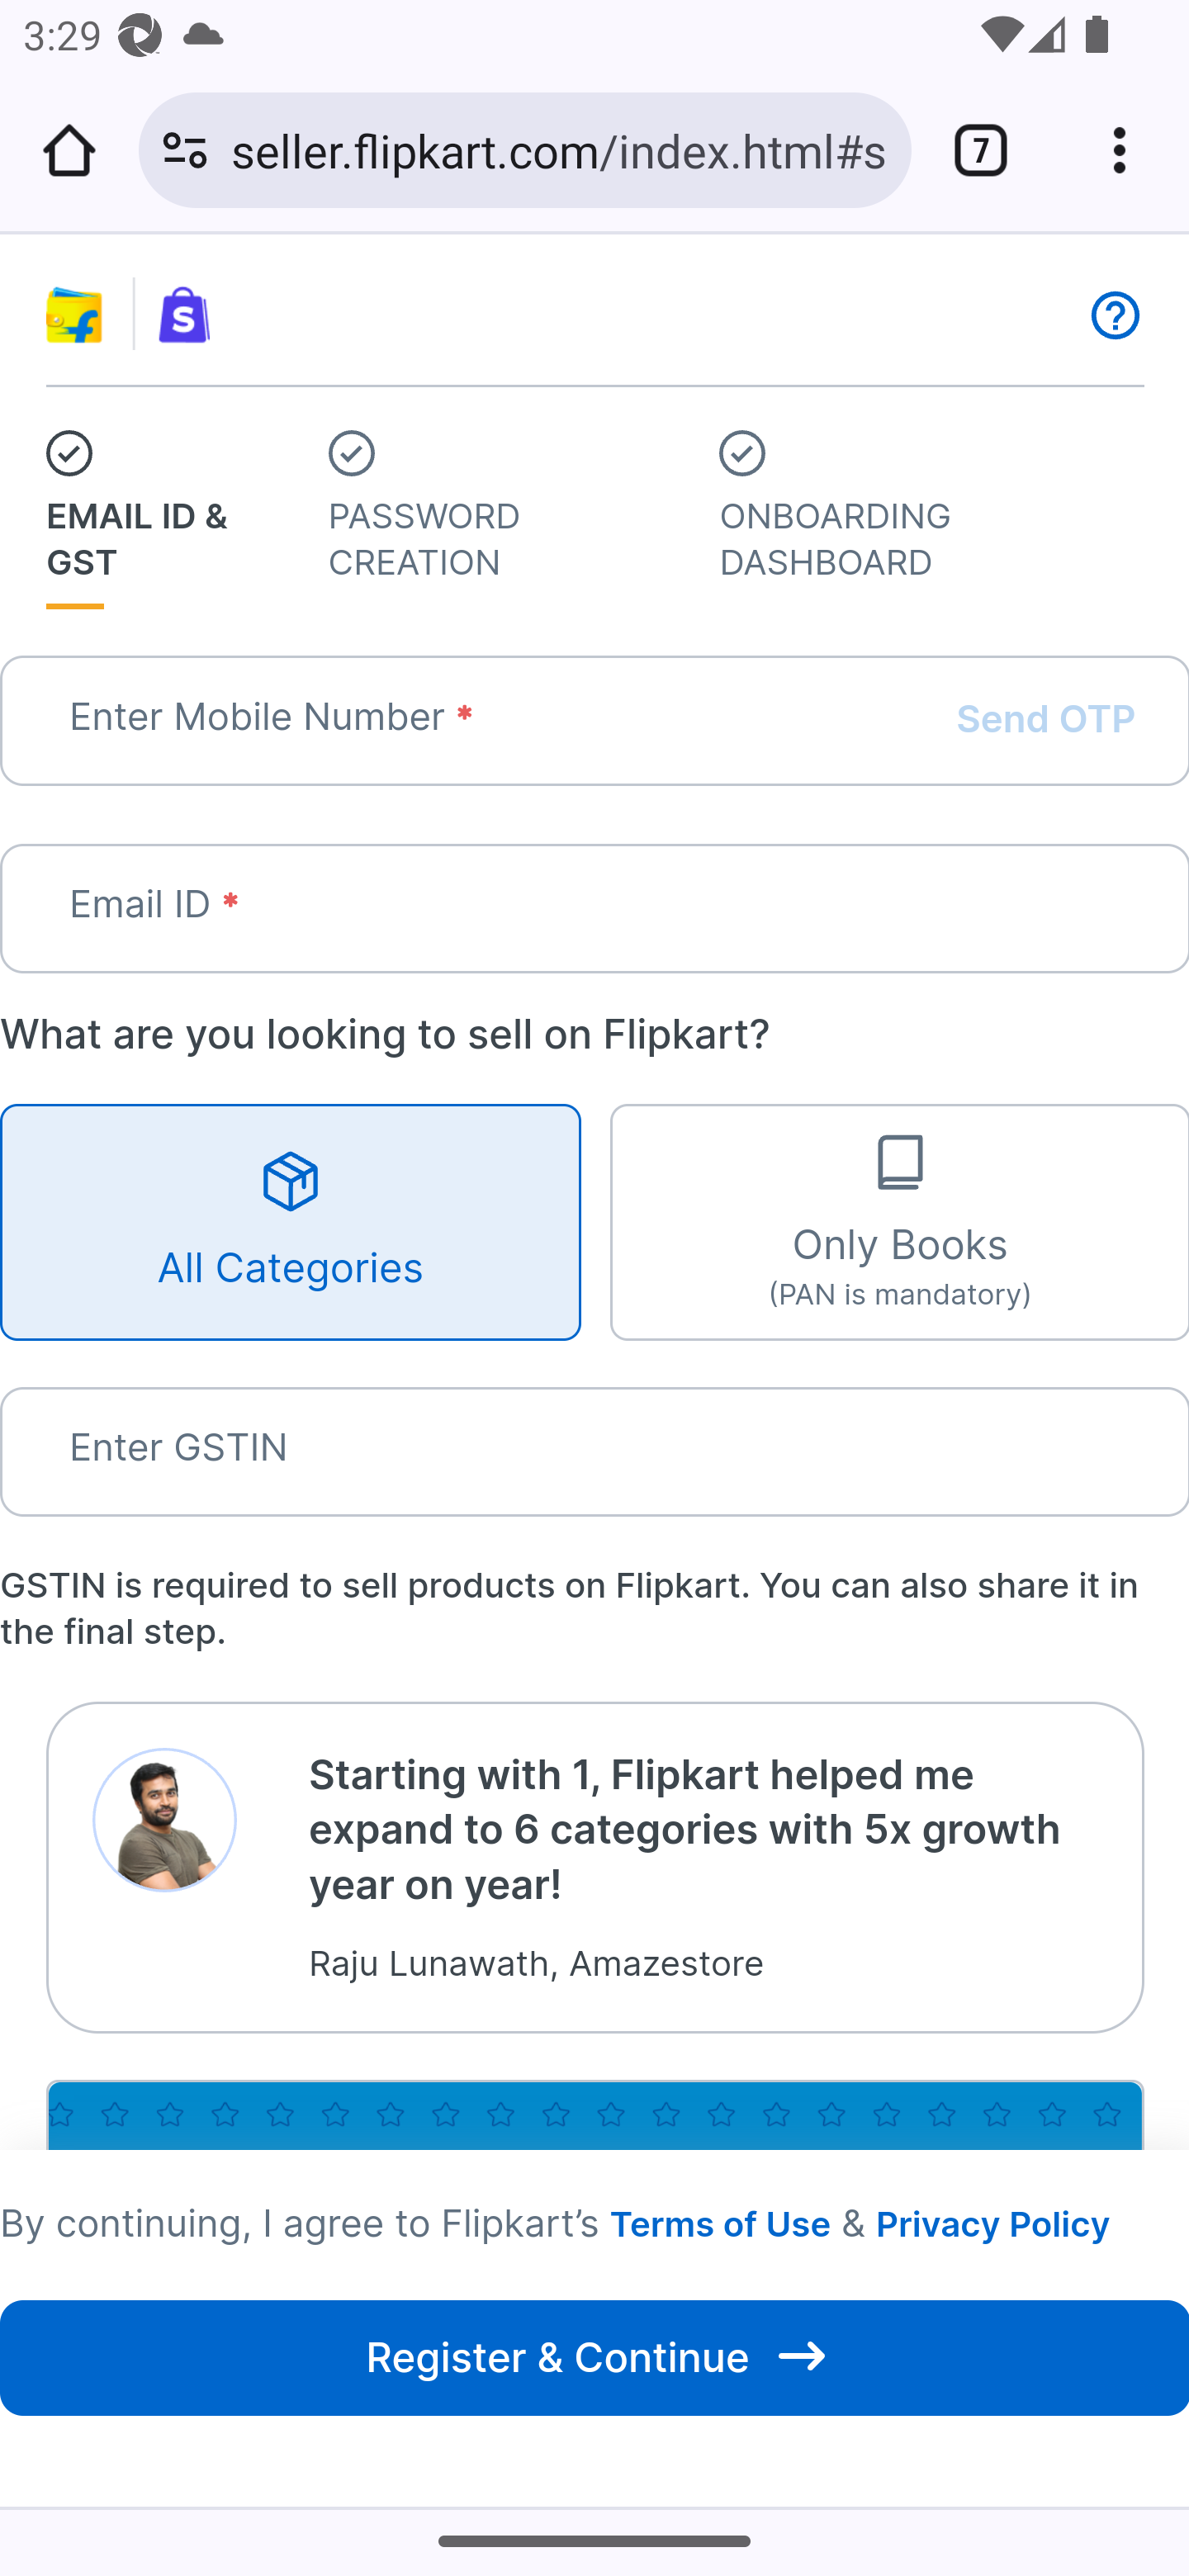 3:29
seller.flipkart.com/index.html#s
7
S
EMAIL ID &
GST
PASSWORD
CREATION
ONBOARDING
DASHBOARD
Enter Mobile Number *
Send OTP
Email ID *
What are you looking to sell on Flipkart?
All Categories
Only Books
(PAN is mandatory)
Enter GSTIN
GSTIN is required to sell products on Flipkart. You can also share it in
the final step.
Starting with 1, Flipkart helped me
expand to 6 categories with 5x growth
year on year!
Raju Lunawath, Amazestore
By continuing, I agree to Flipkart’s Terms of Use & Privacy Policy
Register & Continue